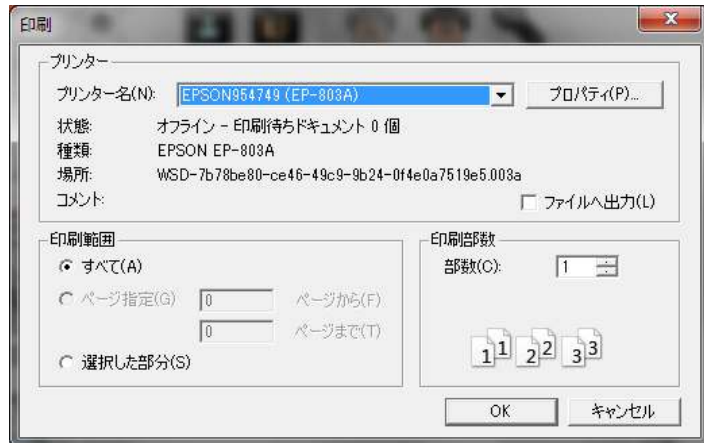 印刷
プリンター
プリンター名(N): EPSON954749 (EP-803A) プロパティ(P)...
状態: オフライン - 印刷待ちドキュメント 0 個
種類: EPSON EP-803A
場所: WSD-7b78be80-ce46-49c9-9b24-0f4e0a7519e5.003a
コメント: ファイルへ出力(L)
印刷範囲
すべて(A)
ページ指定(G) 0 ページから(F)
0 ページまで(T)
選択した部分(S)
印刷部数
部数(C): 1
1 1 2 2 3 3
OK キャンセル